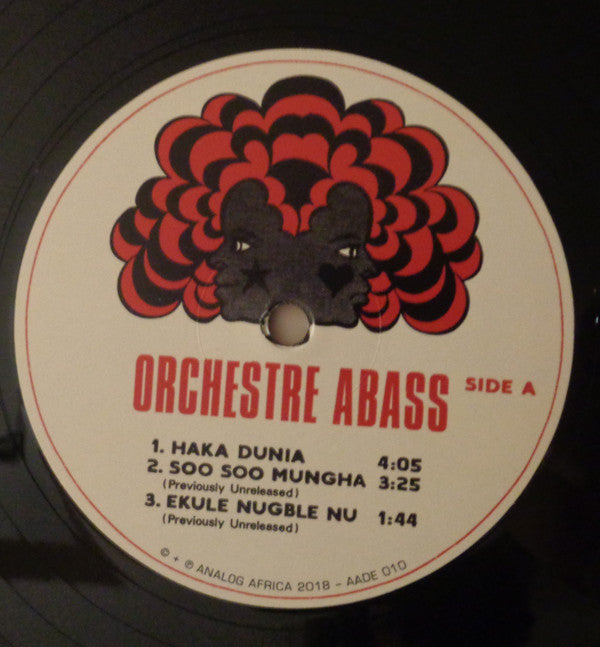 ORCHESTRE ABASS SIDE A
1. HAKA DUNIA 4:05
2. SOO SOO MUNGHA 3:25
(Previously Unreleased)
3. EKULE NUGBLE NU 1:44
(Previously Unreleased)
© + ℗ ANALOG AFRICA 2018 - AADE 010